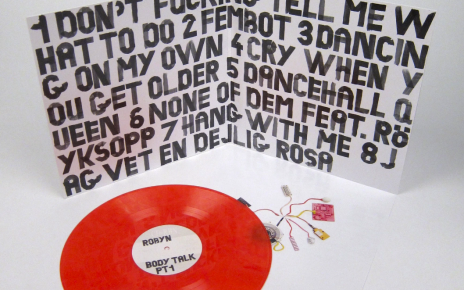 1 DON'T FUCKING TELL ME W
HAT TO DO 2 FEMBOT 3 DANCIN
G ON MY OWN 4 CRY WHEN Y
OU GET OLDER 5 DANCEHALL Q
UEEN 6 NONE OF DEM FEAT. RÖ
YKSOPP 7 HANG WITH ME 8 J
AG VET EN DEJLIG ROSA
ROBYN
BODY TALK
PT1